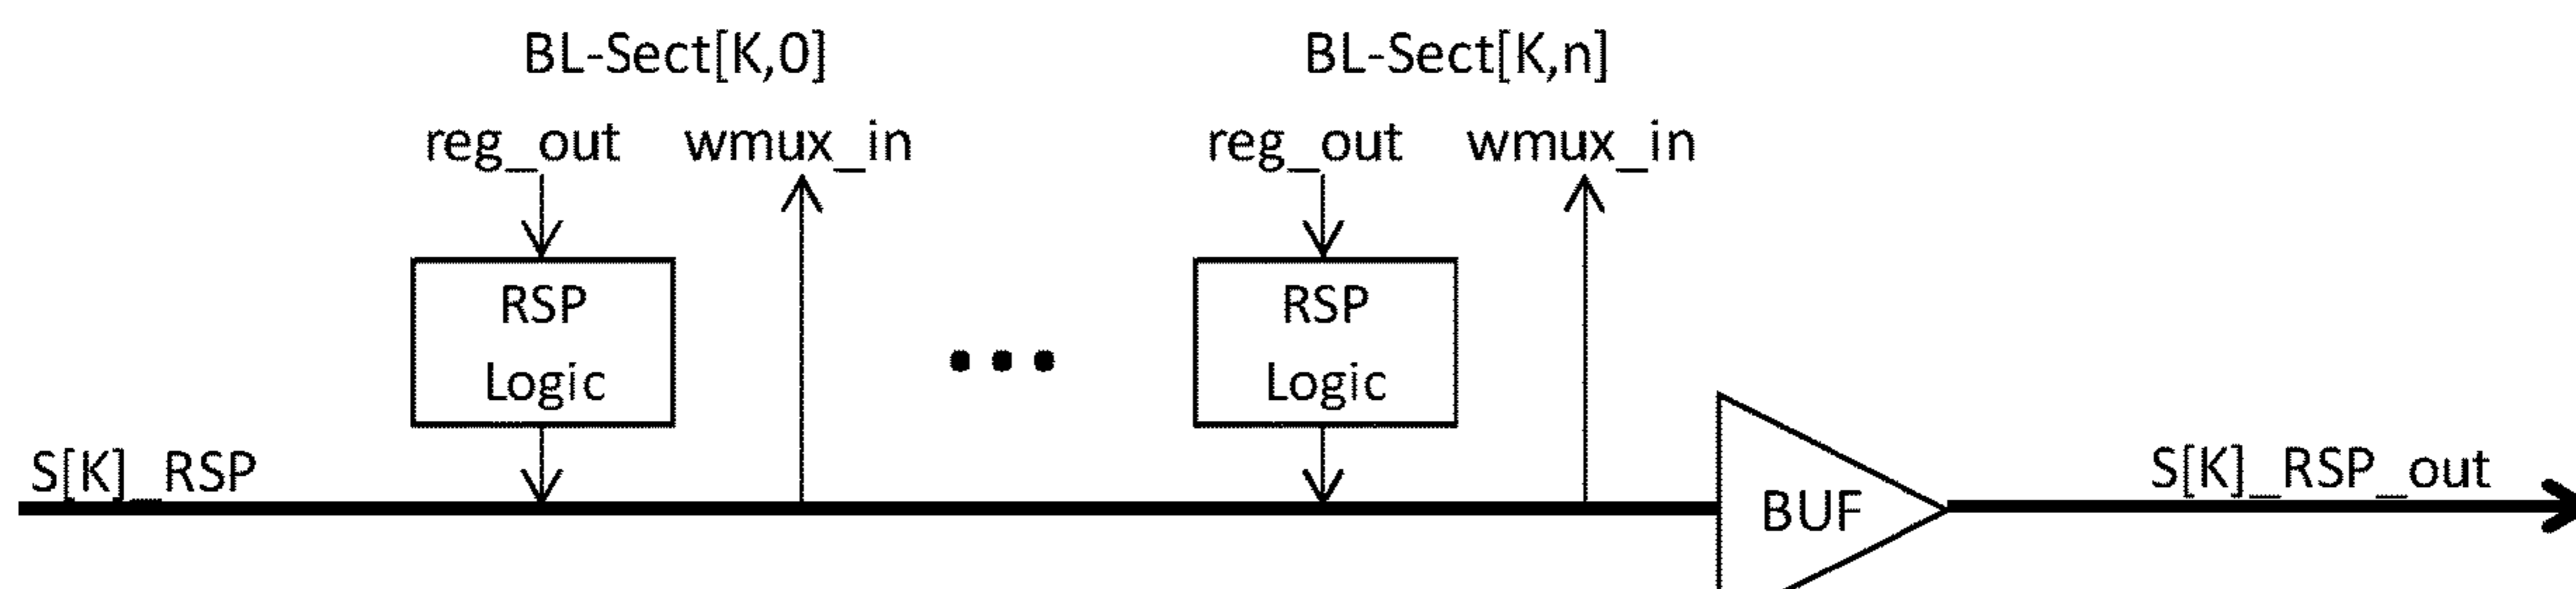 BL-Sect[K,0] BL-Sect[K,n]
reg_out wmux_in reg_out wmux_in
RSP RSP
Logic Logic
S[K]_RSP S[K]_RSP_out
BUF